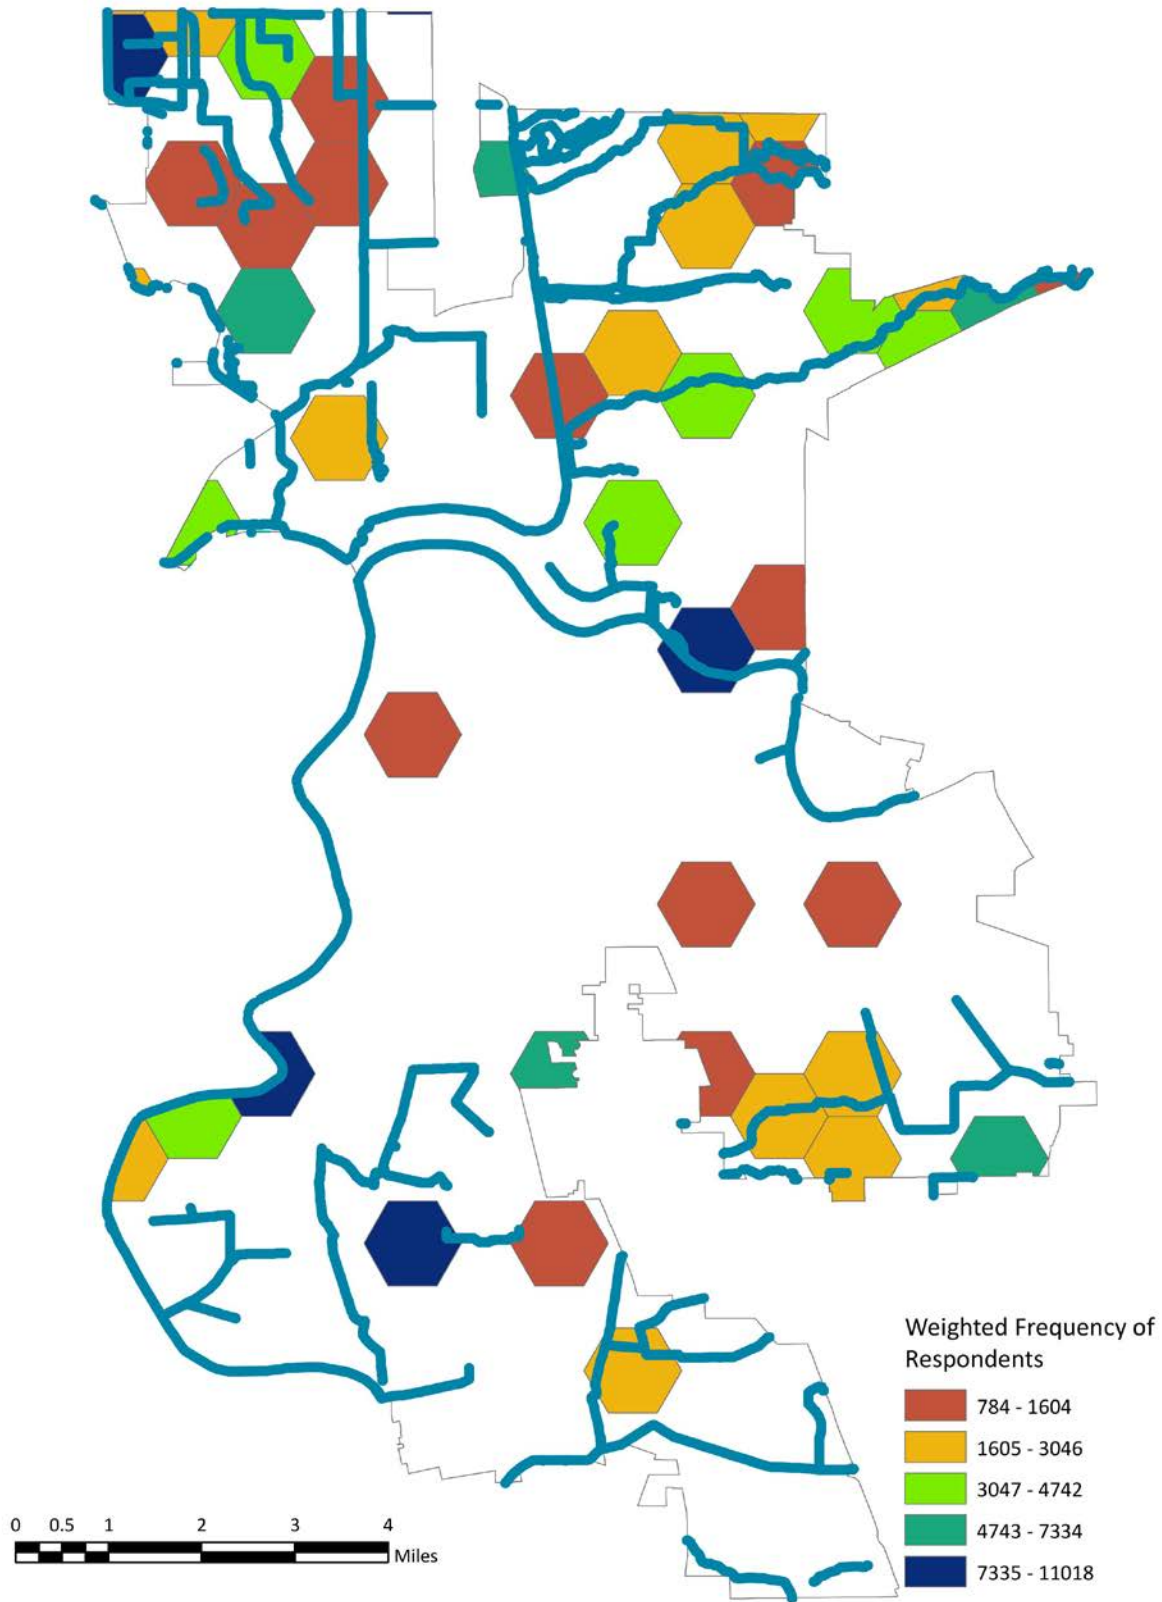 Weighted Frequency of
Respondents
784 - 1604
1605 - 3046
3047 - 4742
4743 - 7334
7335 - 11018
0 0.5 1 2 3 4
Miles